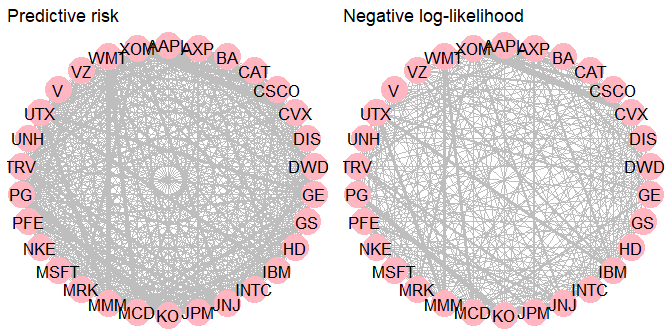 Predictive risk
AAPL
AXP
BA
CAT
CSCO
CVX
DIS
DWD
GE
GS
HD
IBM
INTC
JNJ
JPM
KO
MCD
MMM
MRK
MSFT
NKE
PFE
PG
TRV
UNH
UTX
V
VZ
WMT
XOM
Negative log-likelihood
AAPL
AXP
BA
CAT
CSCO
CVX
DIS
DWD
GE
GS
HD
IBM
INTC
JNJ
JPM
KO
MCD
MMM
MRK
MSFT
NKE
PFE
PG
TRV
UNH
UTX
V
VZ
WMT
XOM